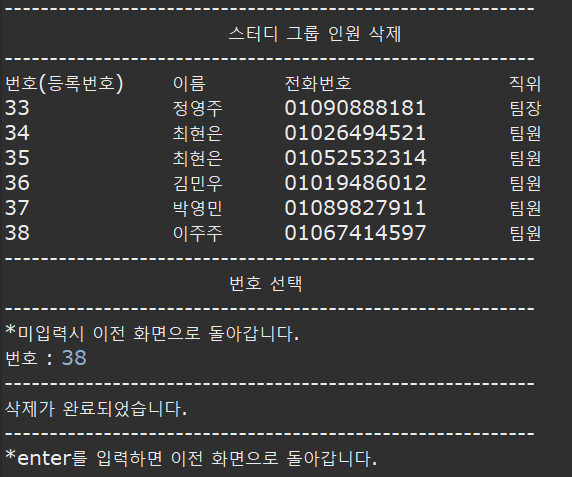 ------------------------------------------------------------
스터디 그룹 인원 삭제
------------------------------------------------------------
번호(등록번호) 이름 전화번호 직위
33 정영주 01090888181 팀장
34 최현은 01026494521 팀원
35 최현은 01052532314 팀원
36 김민우 01019486012 팀원
37 박영민 01089827911 팀원
38 이주주 01067414597 팀원
------------------------------------------------------------
번호 선택
------------------------------------------------------------
*미입력시 이전 화면으로 돌아갑니다.
번호 : 38
------------------------------------------------------------
삭제가 완료되었습니다.
------------------------------------------------------------
*enter를 입력하면 이전 화면으로 돌아갑니다.